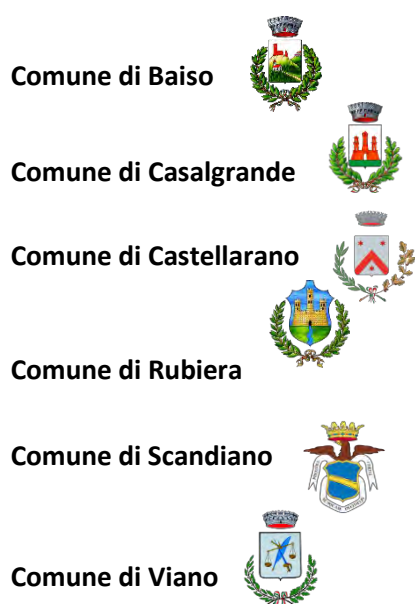 Comune di Baiso
Comune di Casalgrande
Comune di Castellarano
Comune di Rubiera
Comune di Scandiano
Comune di Viano